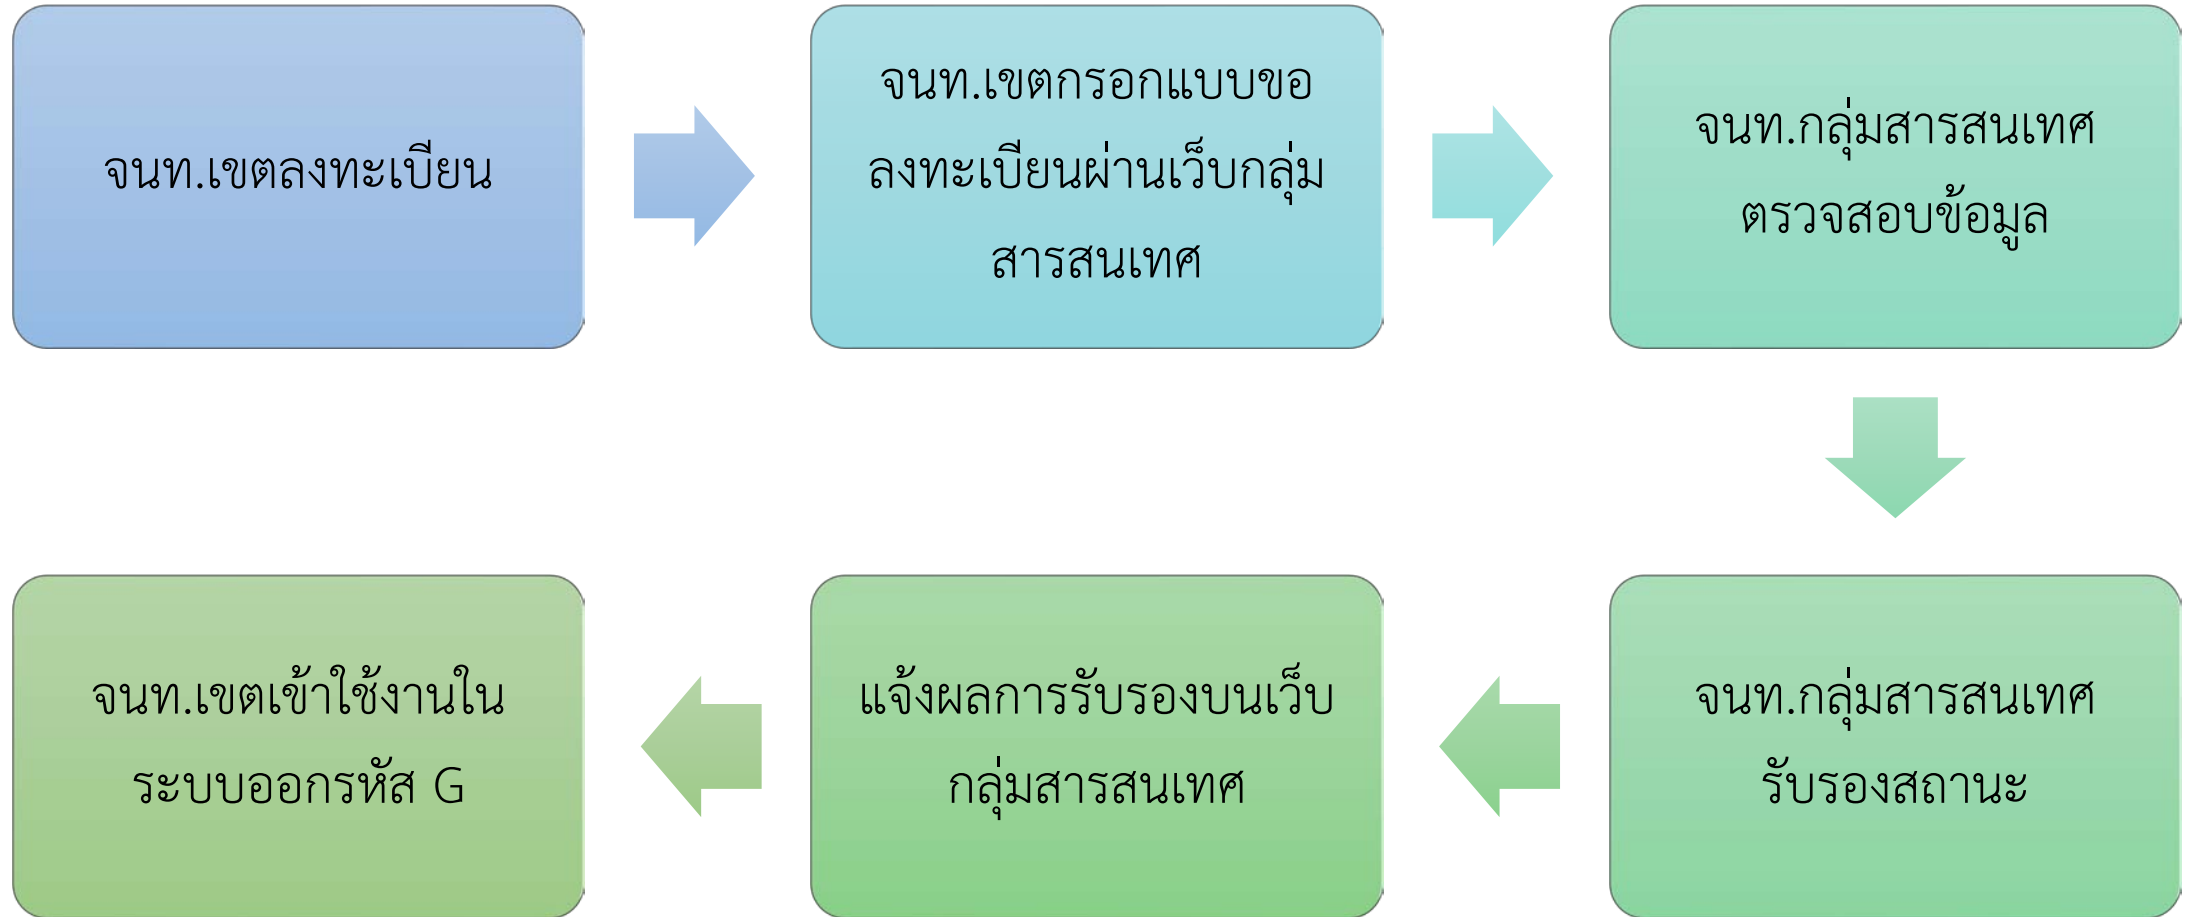 จนท.เขตลงทะเบียน
จนท.เขตกรอกแบบขอ
ลงทะเบียนผ่านเว็บกลุ่ม
สารสนเทศ
จนท.กลุ่มสารสนเทศ
ตรวจสอบข้อมูล
จนท.กลุ่มสารสนเทศ
รับรองสถานะ
แจ้งผลการรับรองบนเว็บ
กลุ่มสารสนเทศ
จนท.เขตเข้าใช้งานใน
ระบบออกรหัส G